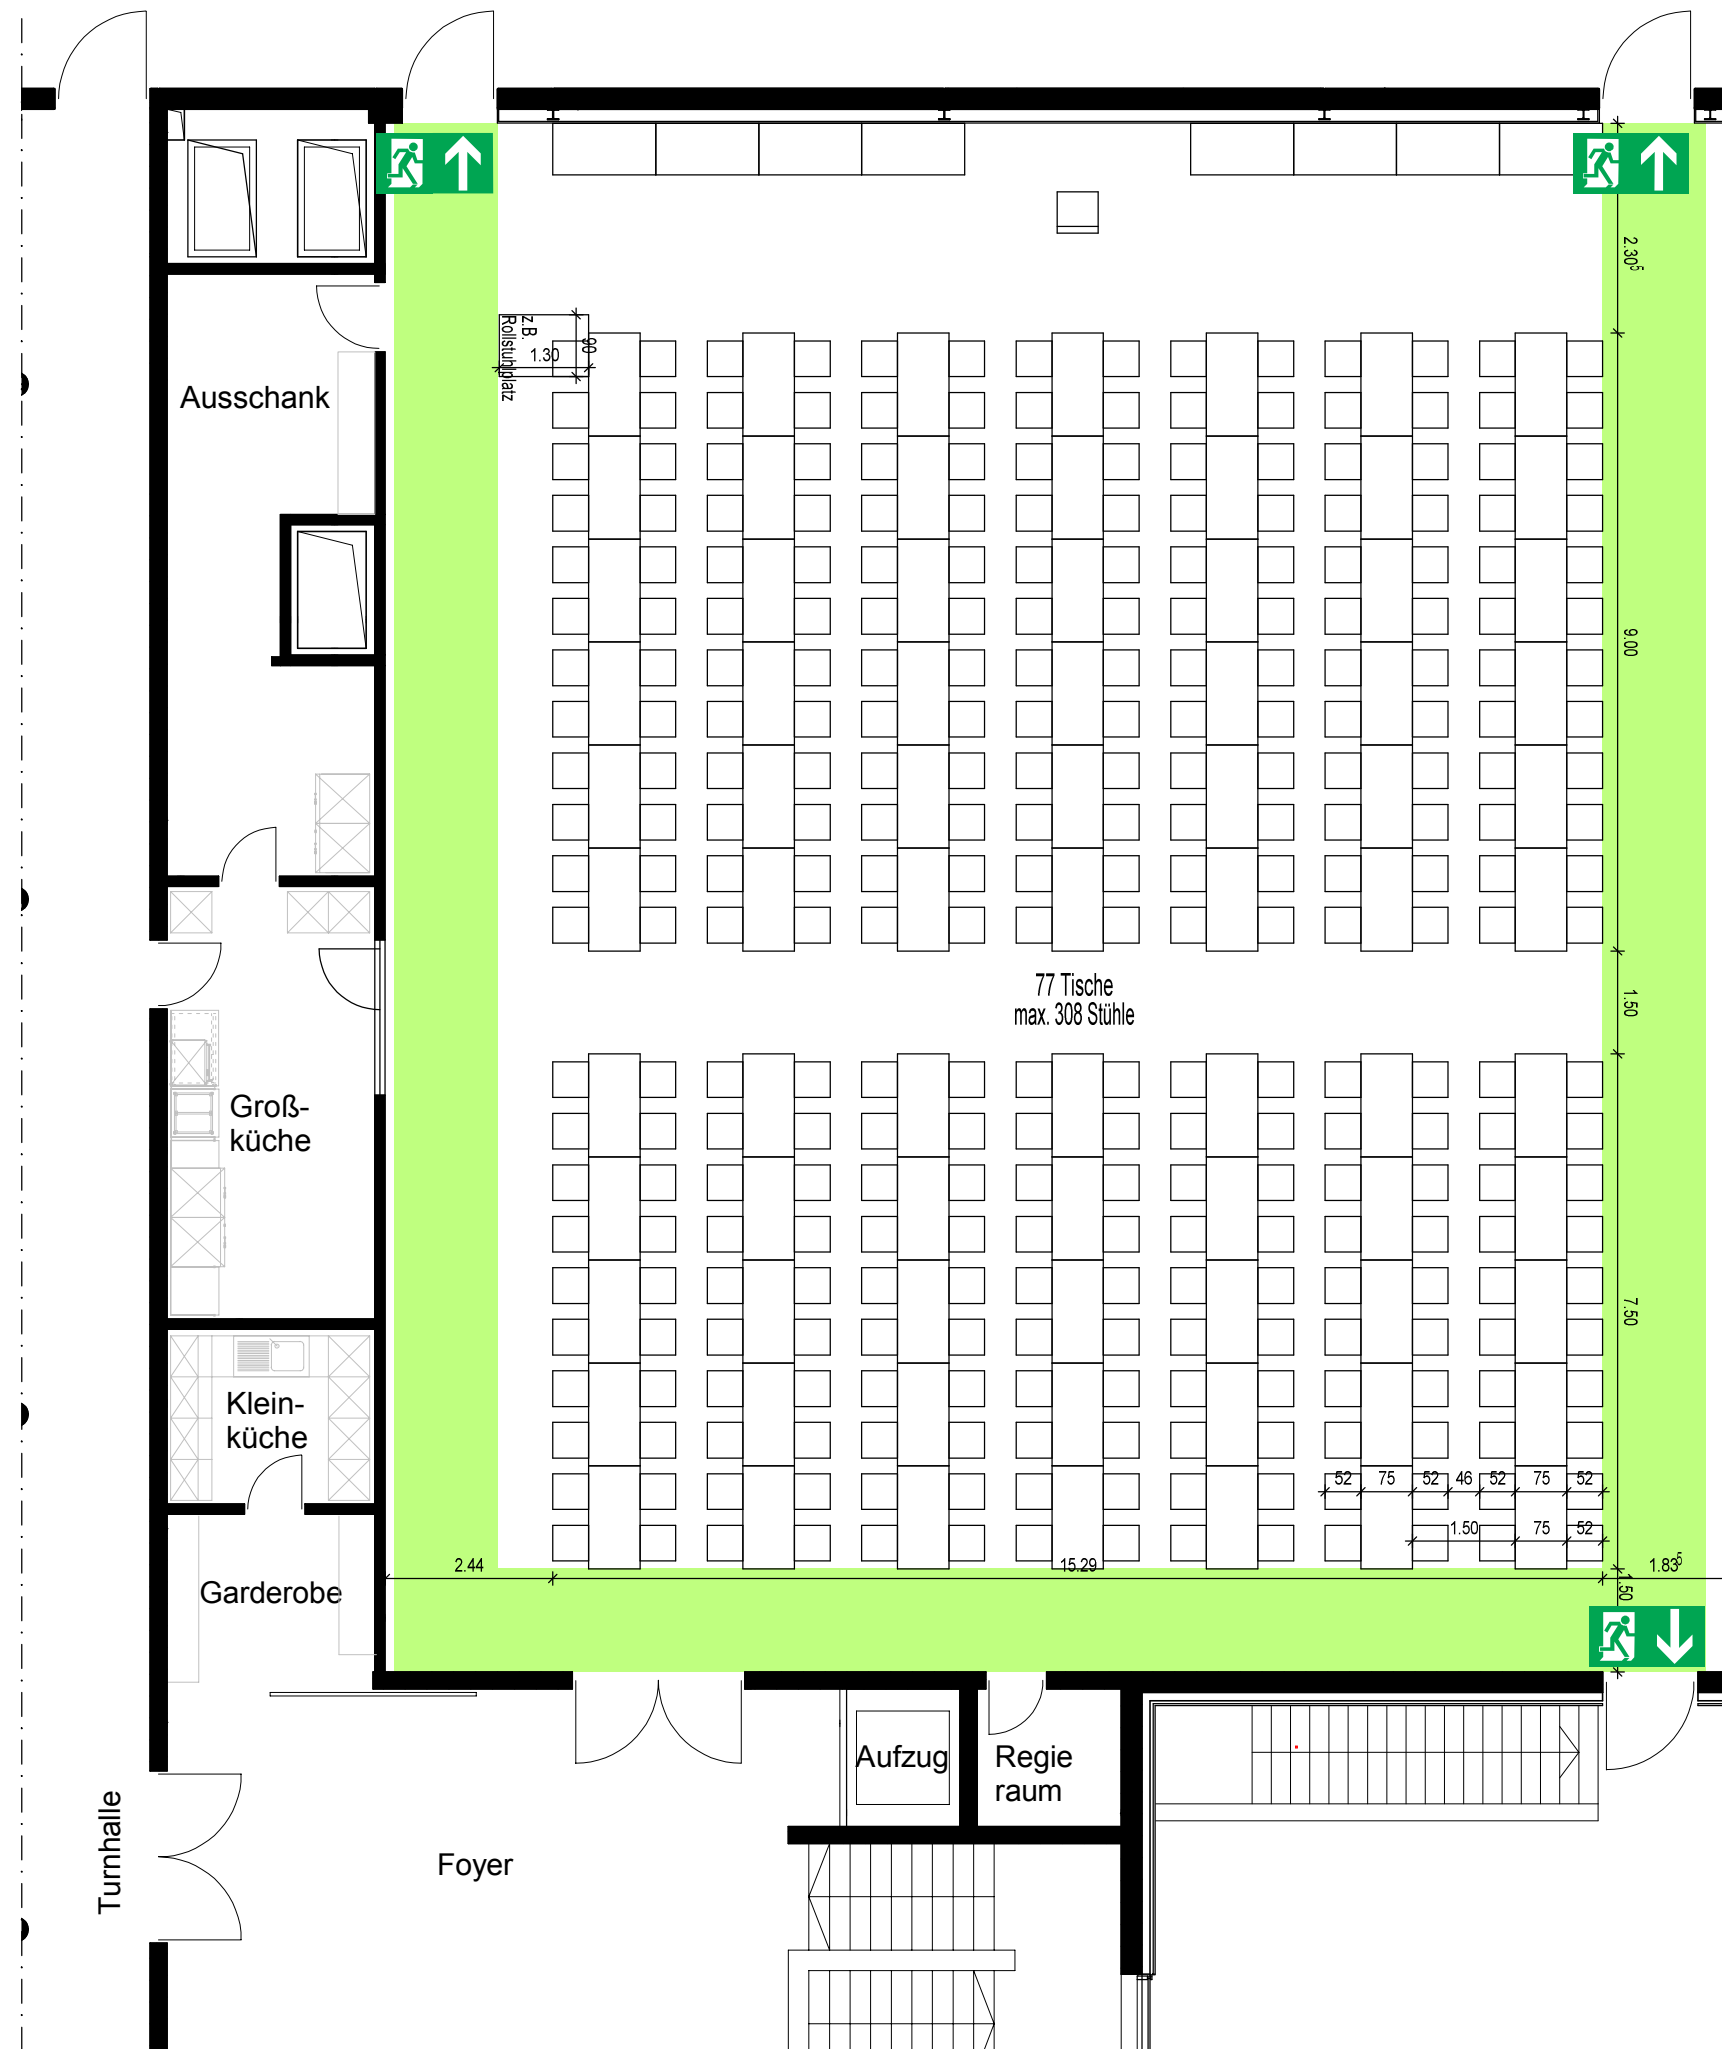 2.30⁵
z.B.
Rollstuhlplatz
1.30
90
Ausschank
9.00
77 Tische
max. 308 Stühle
1.50
Groß-
küche
7.50
Klein-
küche
52 75 52 46 52 75 52
1.50 75 52
2.44 15.29 1.83⁵
1.50
Garderobe
Aufzug
Regie
raum
Turnhalle
Foyer